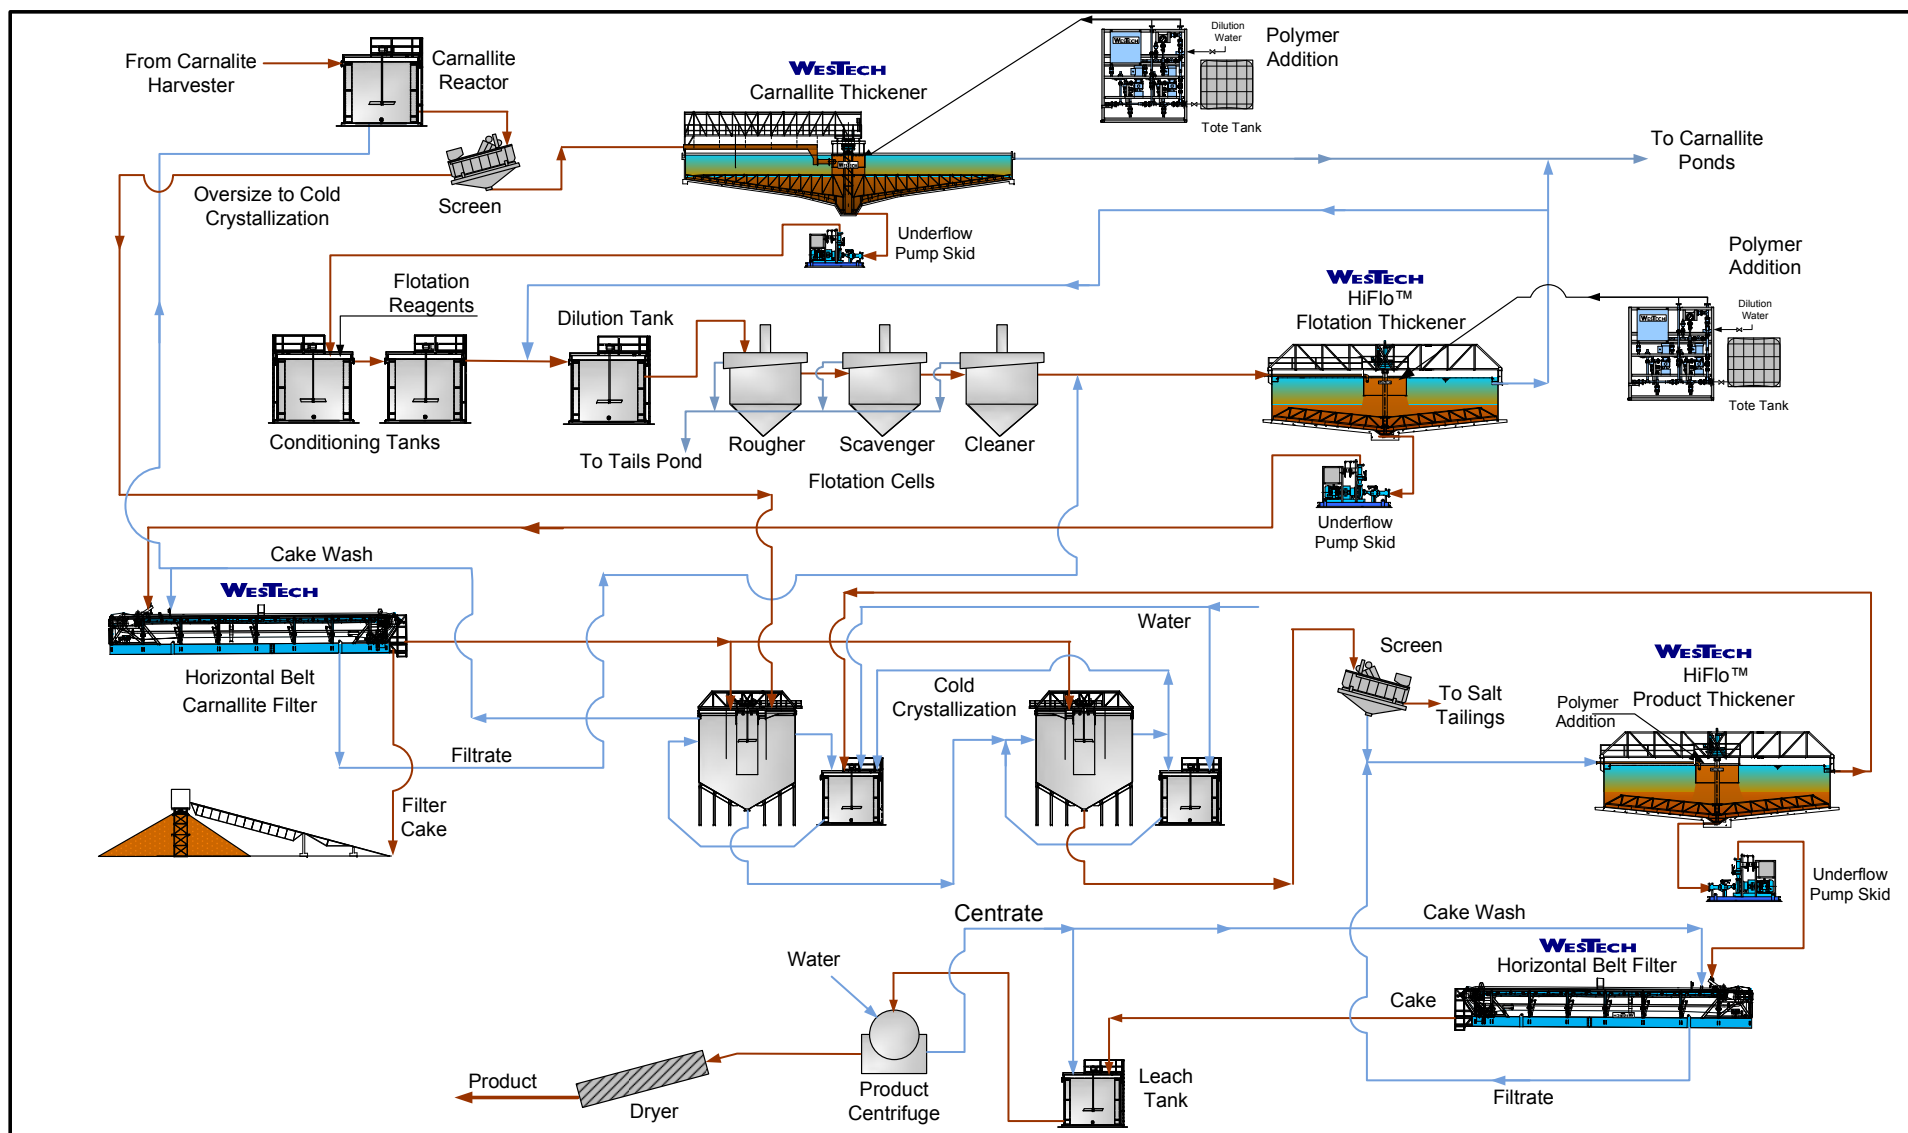 From Carnalite
Harvester
Carnallite
Reactor
WESTECH
Carnallite Thickener
Polymer
Addition
Dilution
Water
WESTECH
Tote Tank
To Carnallite
Ponds
Oversize to Cold
Crystallization
Screen
Underflow
Pump Skid
Flotation
Reagents
Dilution Tank
Conditioning Tanks
To Tails Pond
Rougher
Scavenger
Cleaner
Flotation Cells
WESTECH
HiFlo™
Flotation Thickener
Polymer
Addition
Dilution
Water
WESTECH
Tote Tank
Underflow
Pump Skid
Cake Wash
WESTECH
Horizontal Belt
Carnallite Filter
Filtrate
Filter
Cake
Water
Cold
Crystallization
Screen
To Salt
Tailings
WESTECH
HiFlo™
Product Thickener
Polymer
Addition
Underflow
Pump Skid
Centrate
Cake Wash
WESTECH
Horizontal Belt Filter
Water
Cake
Product
Dryer
Product
Centrifuge
Leach
Tank
Filtrate